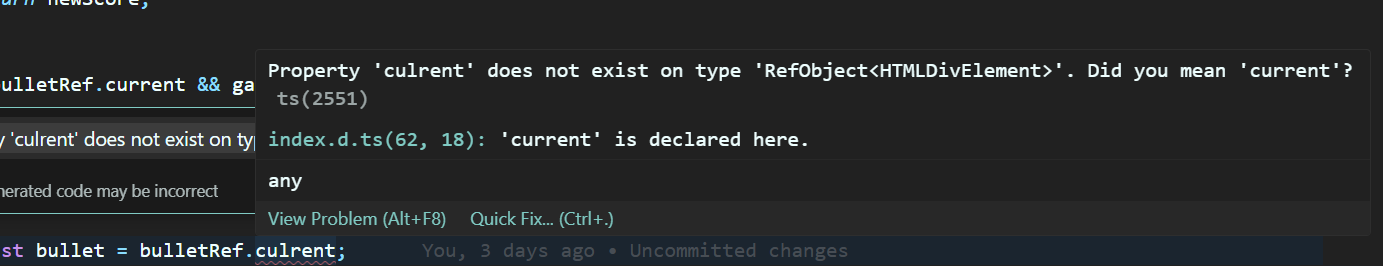 urn newScore;
Property 'culrent' does not exist on type 'RefObject<HTMLDivElement>'. Did you mean 'current'?
ulletRef.current && ga
ts(2551)
y 'culrent' does not exist on typ
index.d.ts(62, 18): 'current' is declared here.
any
nerated code may be incorrect
View Problem (Alt+F8) Quick Fix... (Ctrl+.)
st bullet = bulletRef.culrent; You, 3 days ago • Uncommitted changes